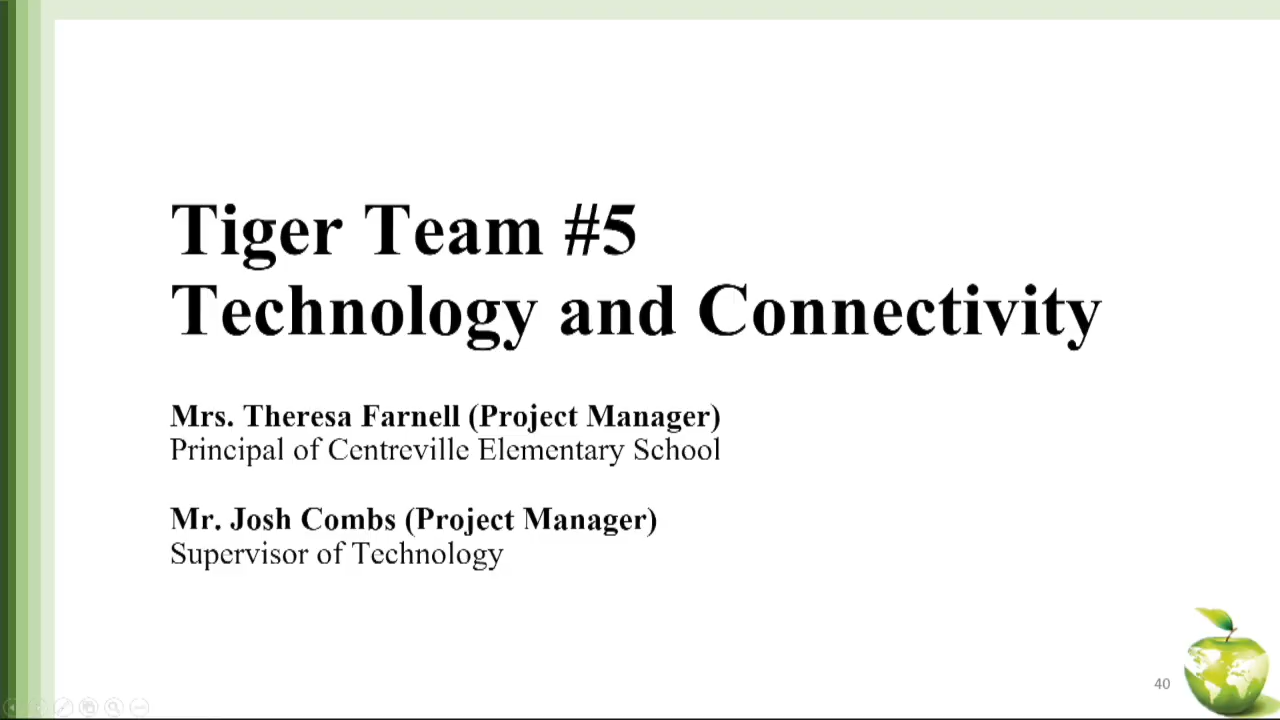 Tiger Team #5
Technology and Connectivity
Mrs. Theresa Farnell (Project Manager)
Principal of Centreville Elementary School
Mr. Josh Combs (Project Manager)
Supervisor of Technology
40